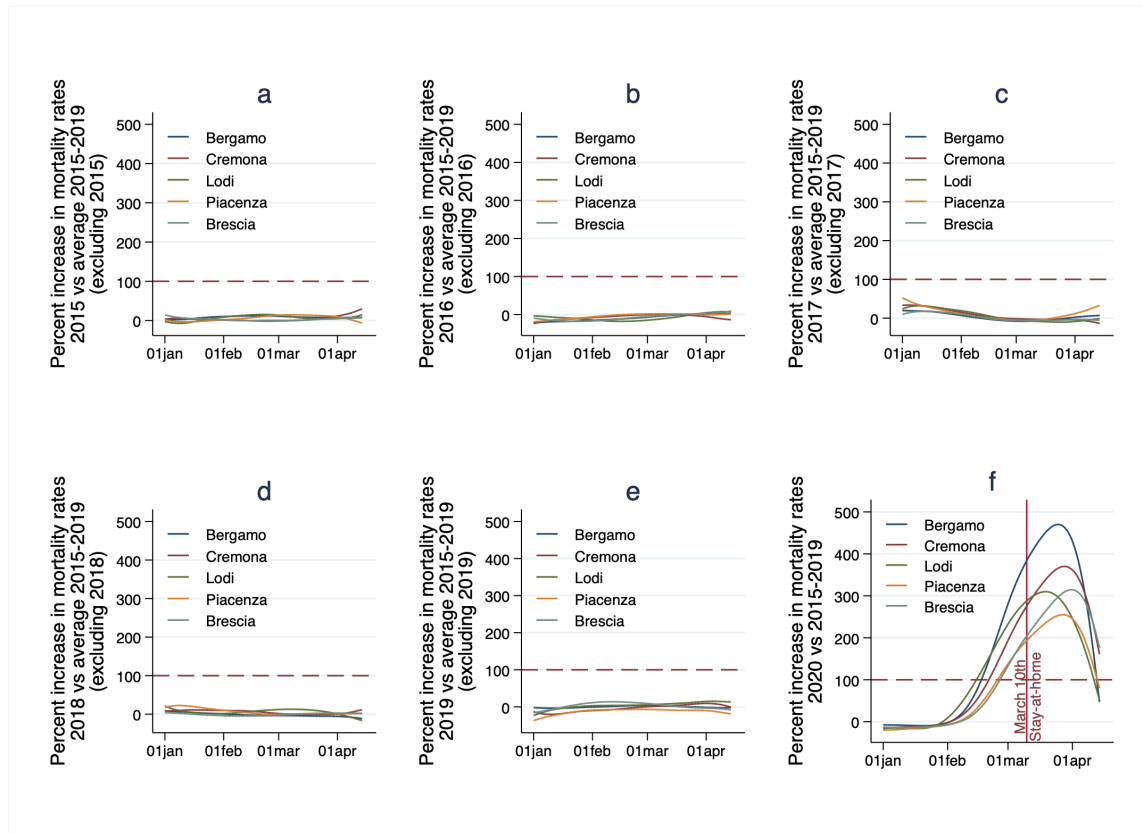 a
Percent increase in mortality rates
2015 vs average 2015-2019
(excluding 2015)
500
400
300
200
100
0
Bergamo
Cremona
Lodi
Piacenza
Brescia
01jan 01feb 01mar 01apr
b
Percent increase in mortality rates
2016 vs average 2015-2019
(excluding 2016)
500
400
300
200
100
0
Bergamo
Cremona
Lodi
Piacenza
Brescia
01jan 01feb 01mar 01apr
c
Percent increase in mortality rates
2017 vs average 2015-2019
(excluding 2017)
500
400
300
200
100
0
Bergamo
Cremona
Lodi
Piacenza
Brescia
01jan 01feb 01mar 01apr
d
Percent increase in mortality rates
2018 vs average 2015-2019
(excluding 2018)
500
400
300
200
100
0
Bergamo
Cremona
Lodi
Piacenza
Brescia
01jan 01feb 01mar 01apr
e
Percent increase in mortality rates
2019 vs average 2015-2019
(excluding 2019)
500
400
300
200
100
0
Bergamo
Cremona
Lodi
Piacenza
Brescia
01jan 01feb 01mar 01apr
f
Percent increase in mortality rates
2020 vs 2015-2019
500
400
300
200
100
0
Bergamo
Cremona
Lodi
Piacenza
Brescia
March 10th
Stay-at-home
01jan 01feb 01mar 01apr